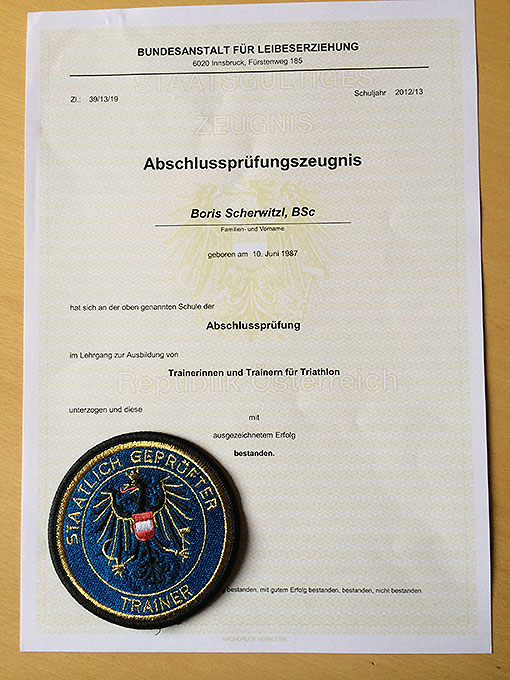 BUNDESANSTALT FÜR LEIBESERZIEHUNG
6020 Innsbruck, Fürstenweg 185
STAATSGÜLTIGES
Zl.: 39/13/19
Schuljahr 2012/13
ZEUGNIS
Abschlussprüfungszeugnis
Boris Scherwitzl, BSc
Familien- und Vorname
geboren am 10. Juni 1987
hat sich an der oben genannten Schule der
Abschlussprüfung
im Lehrgang zur Ausbildung von
Trainerinnen und Trainern für Triathlon
Republik Österreich
unterzogen und diese
mit
ausgezeichnetem Erfolg
bestanden.
STAATLICH GEPRÜFTER
TRAINER
bestanden, mit gutem Erfolg bestanden, bestanden, nicht bestanden.
NACHDRUCK VERBOTEN